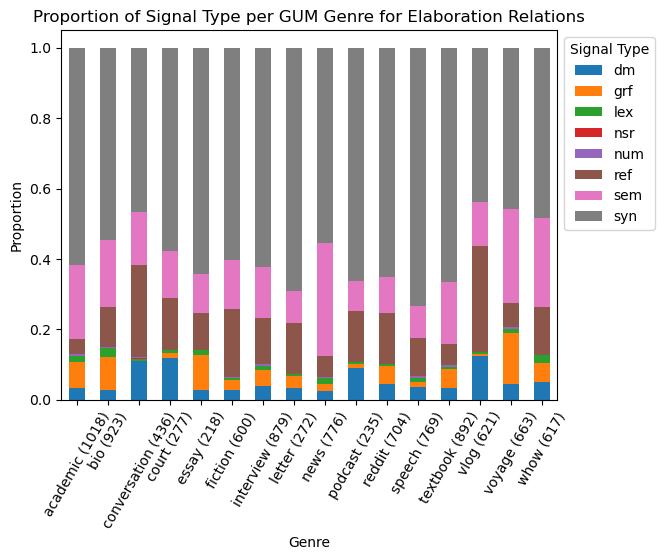 Proportion of Signal Type per GUM Genre for Elaboration Relations
Signal Type
dm
grf
lex
nsr
num
ref
sem
syn
Proportion
1.0
0.8
0.6
0.4
0.2
0.0
academic (1018)
bio (923)
conversation (436)
court (277)
essay (218)
fiction (600)
interview (879)
letter (272)
news (776)
podcast (235)
reddit (704)
speech (769)
textbook (892)
vlog (621)
voyage (663)
whow (617)
Genre